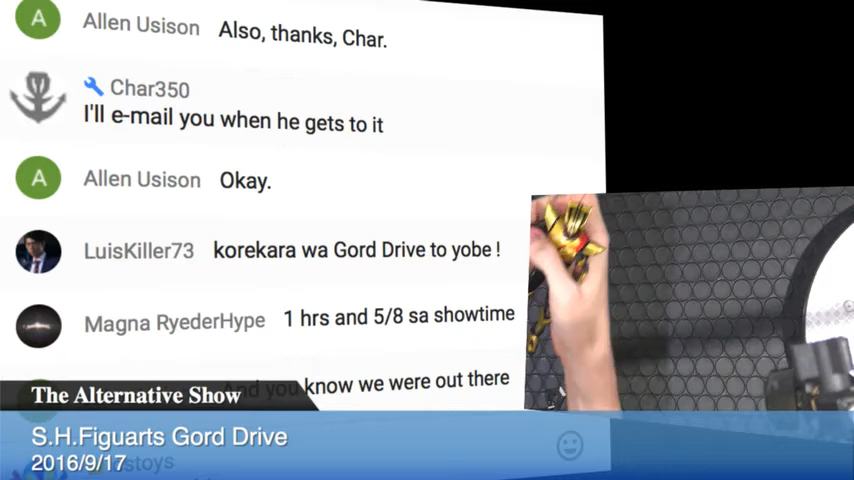 Allen Usison Also, thanks, Char.
Char350
I'll e-mail you when he gets to it
Allen Usison Okay.
LuisKiller73 korekara wa Gord Drive to yobe !
Magna RyederHype 1 hrs and 5/8 sa showtime
And you know we were out there
The Alternative Show
S.H.Figuarts Gord Drive
2016/9/17